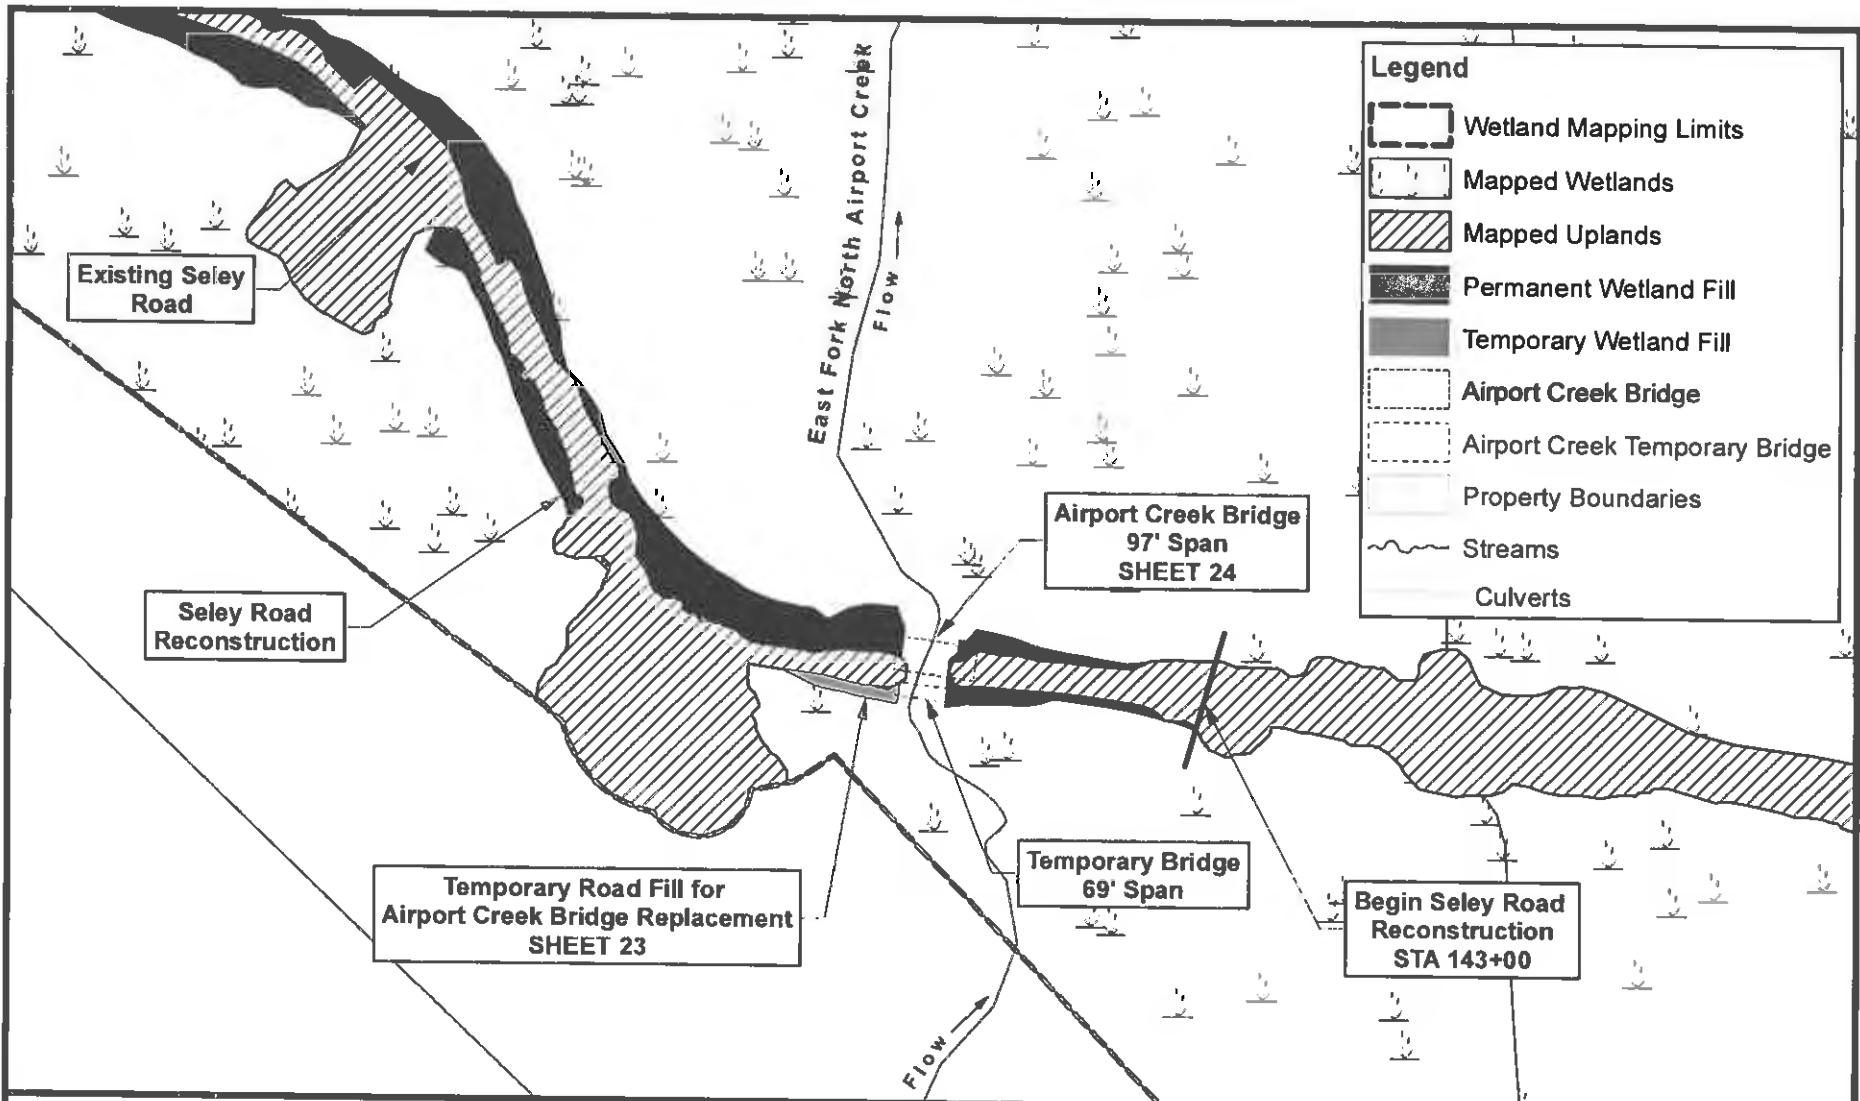 Legend
Wetland Mapping Limits
Mapped Wetlands
Mapped Uplands
Permanent Wetland Fill
Temporary Wetland Fill
Airport Creek Bridge
Airport Creek Temporary Bridge
Property Boundaries
Streams
Culverts
East Fork North Airport Creek
Flow
Existing Seley
Road
Airport Creek Bridge
97' Span
SHEET 24
Seley Road
Reconstruction
Temporary Bridge
69' Span
Temporary Road Fill for
Airport Creek Bridge Replacement
SHEET 23
Begin Seley Road
Reconstruction
STA 143+00
Flow